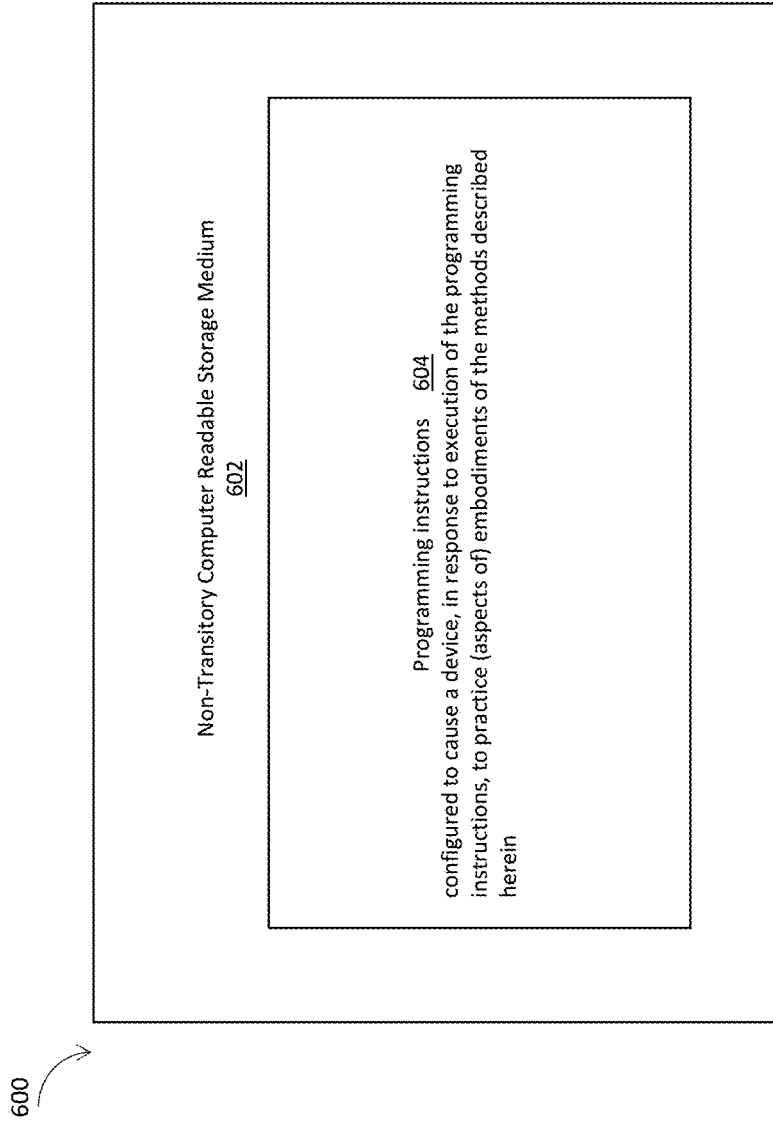 600
Non-Transitory Computer Readable Storage Medium
602
Programming instructions 604
configured to cause a device, in response to execution of the programming
instructions, to practice (aspects of) embodiments of the methods described
herein